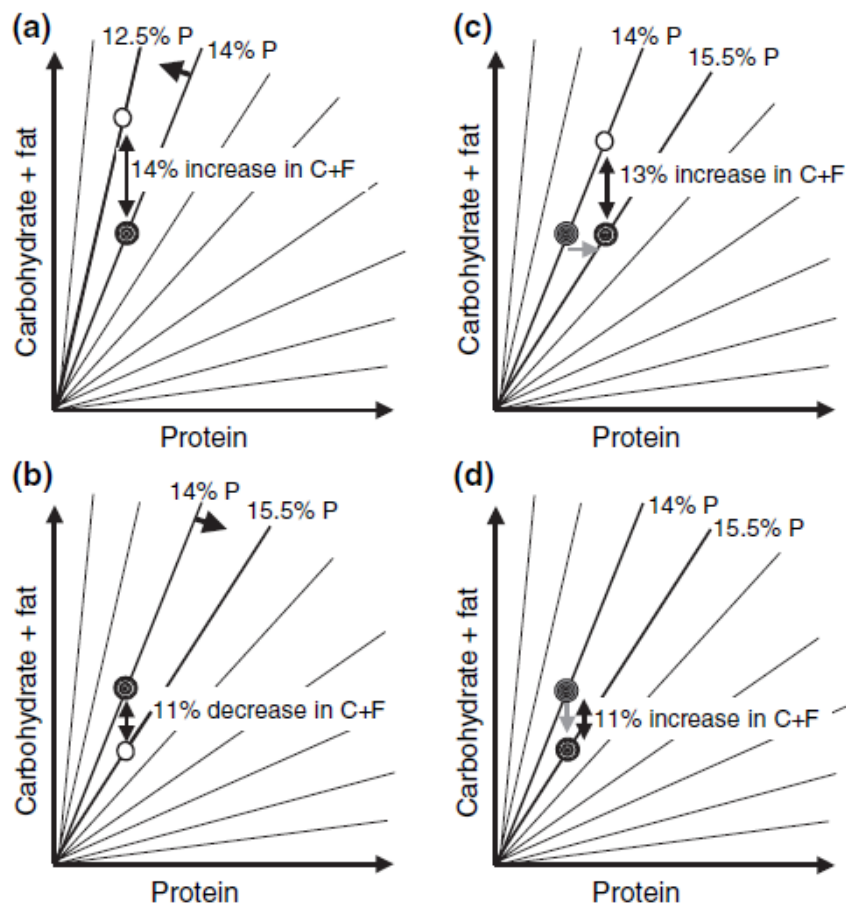 (a)
12.5% P
14% P
14% increase in C+F
Carbohydrate + fat
Protein
(c)
14% P
15.5% P
13% increase in C+F
Carbohydrate + fat
Protein
(b)
14% P
15.5% P
11% decrease in C+F
Carbohydrate + fat
Protein
(d)
14% P
15.5% P
11% increase in C+F
Carbohydrate + fat
Protein